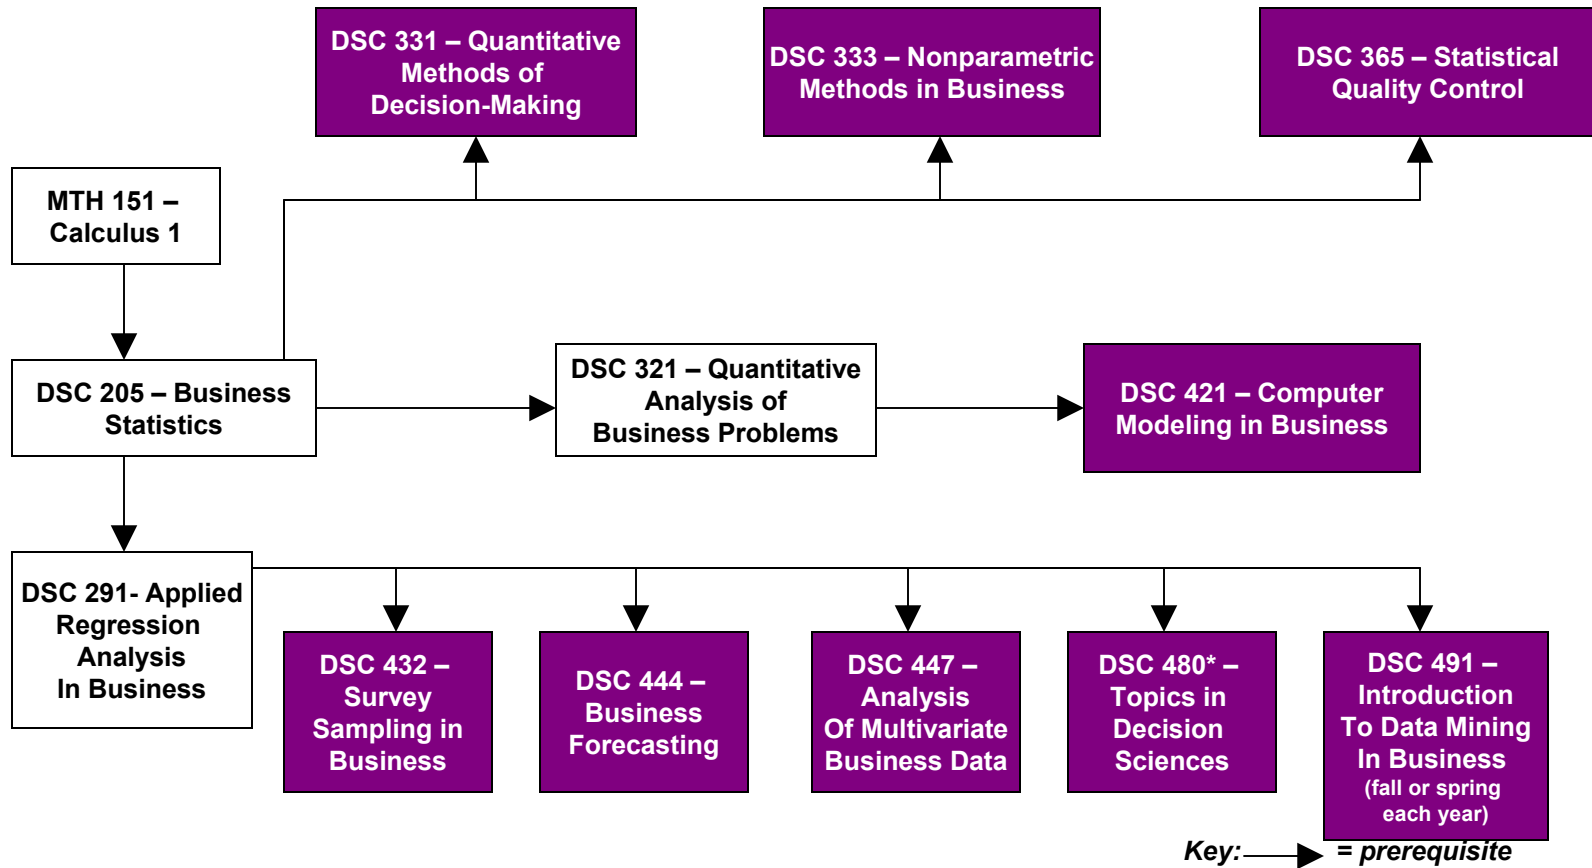 DSC 331 – Quantitative
Methods of
Decision-Making
DSC 333 – Nonparametric
Methods in Business
DSC 365 – Statistical
Quality Control
MTH 151 –
Calculus 1
DSC 205 – Business
Statistics
DSC 321 – Quantitative
Analysis of
Business Problems
DSC 421 – Computer
Modeling in Business
DSC 291- Applied
Regression
Analysis
In Business
DSC 432 –
Survey
Sampling in
Business
DSC 444 –
Business
Forecasting
DSC 447 –
Analysis
Of Multivariate
Business Data
DSC 480* –
Topics in
Decision
Sciences
DSC 491 –
Introduction
To Data Mining
In Business
(fall or spring
each year)
Key: = prerequisite